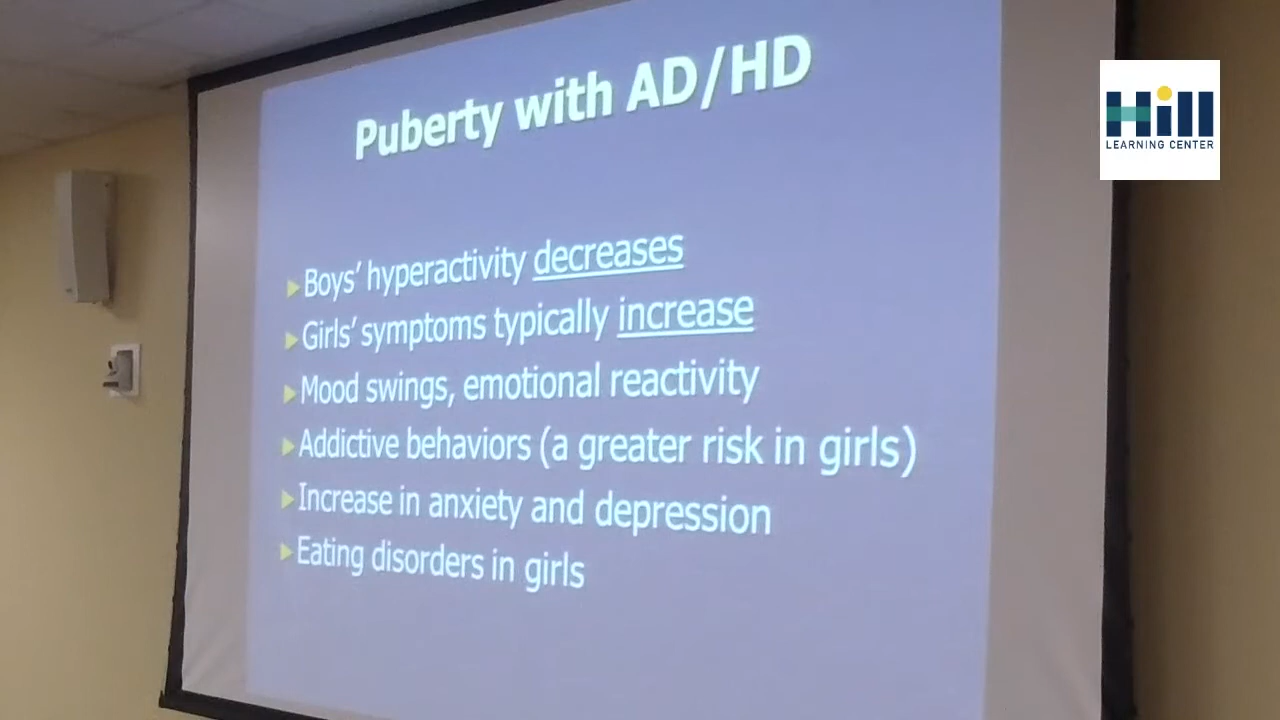 Puberty with AD/HD
Hill
LEARNING CENTER
Boys’ hyperactivity decreases
Girls’ symptoms typically increase
Mood swings, emotional reactivity
Addictive behaviors (a greater risk in girls)
Increase in anxiety and depression
Eating disorders in girls